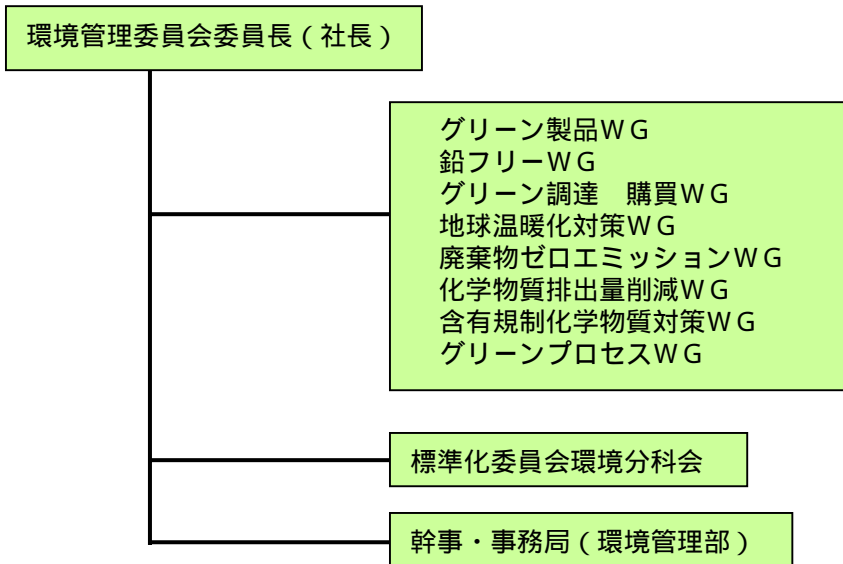 環境管理委員会委員長（社長）
グリーン製品ＷＧ
鉛フリーＷＧ
グリーン調達　購買ＷＧ
地球温暖化対策ＷＧ
廃棄物ゼロエミッションＷＧ
化学物質排出量削減ＷＧ
含有規制化学物質対策ＷＧ
グリーンプロセスＷＧ
標準化委員会環境分科会
幹事・事務局（環境管理部）